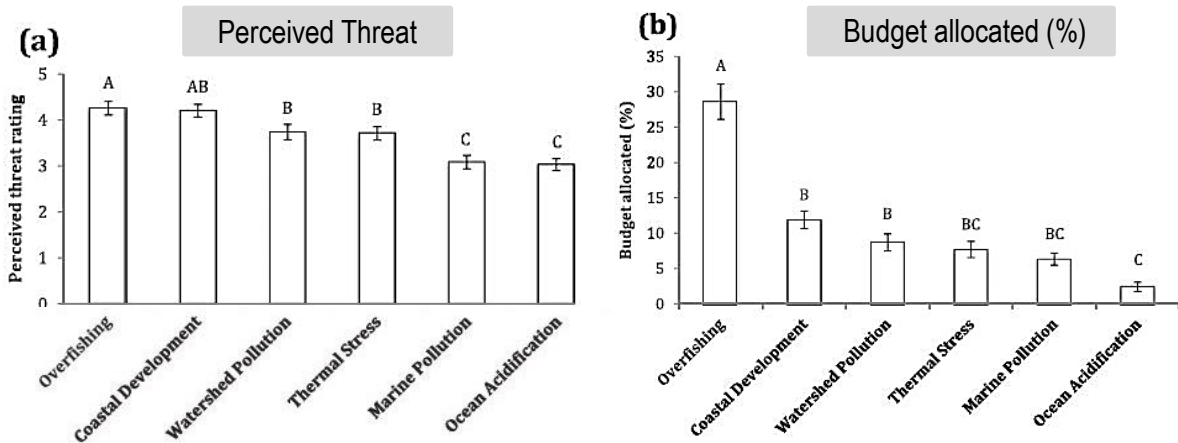 (a)
Perceived Threat
Perceived threat rating
5
4
3
2
1
0
A
AB
B
B
C
C
Overfishing
Coastal Development
Watershed Pollution
Thermal Stress
Marine Pollution
Ocean Acidification
(b)
Budget allocated (%)
Budget allocated (%)
35
30
25
20
15
10
5
0
A
B
B
BC
BC
C
Overfishing
Coastal Development
Watershed Pollution
Thermal Stress
Marine Pollution
Ocean Acidification